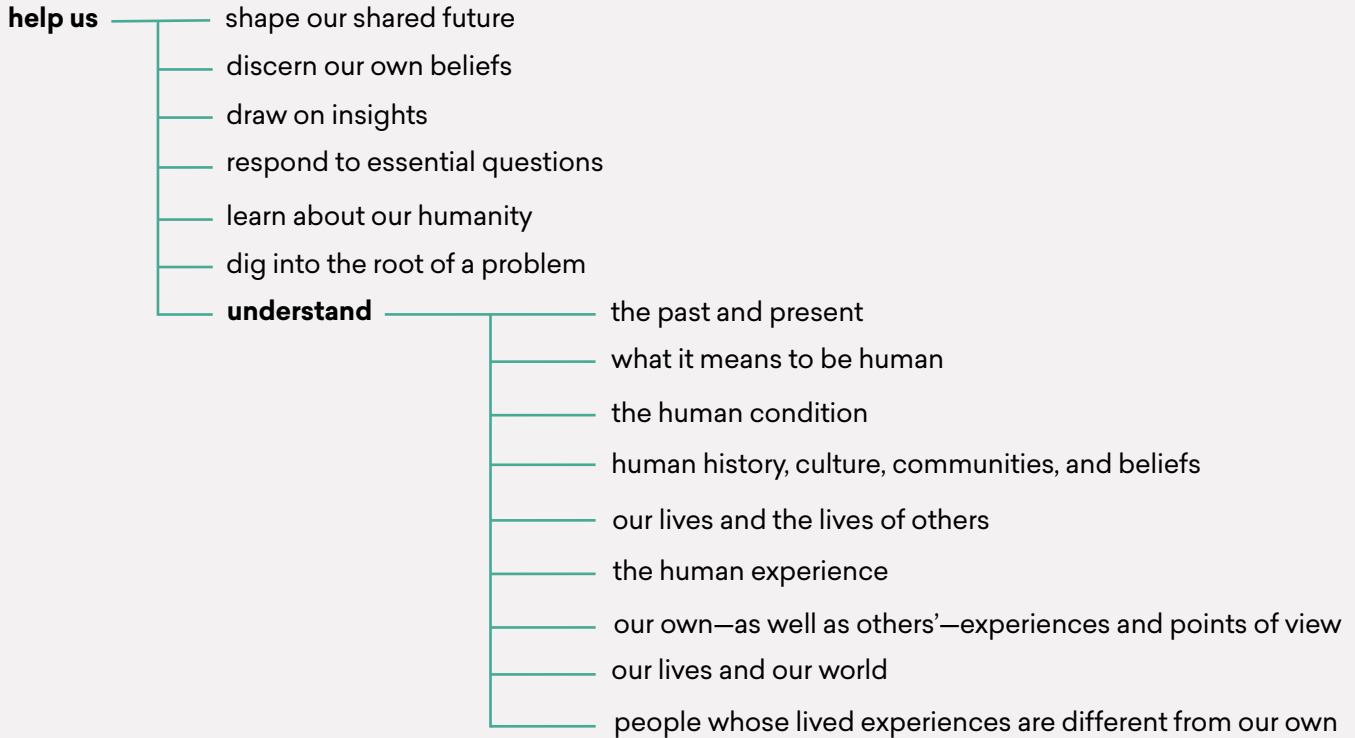 help us shape our shared future
discern our own beliefs
draw on insights
respond to essential questions
learn about our humanity
dig into the root of a problem
understand the past and present
what it means to be human
the human condition
human history, culture, communities, and beliefs
our lives and the lives of others
the human experience
our own—as well as others’—experiences and points of view
our lives and our world
people whose lived experiences are different from our own